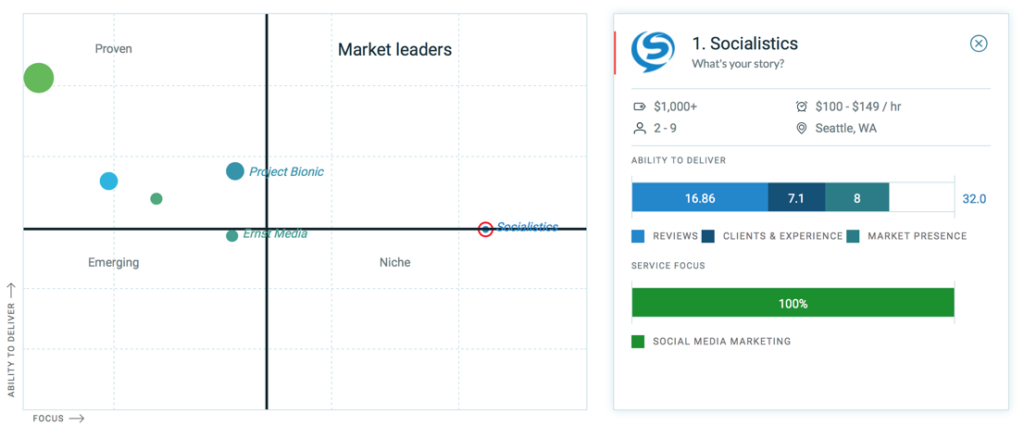 Proven
Market leaders
Project Bionic
Ernst Media
Socialistics
Emerging
Niche
ABILITY TO DELIVER
FOCUS
S
1. Socialistics
What's your story?
$1,000+
$100 - $149 / hr
2 - 9
Seattle, WA
ABILITY TO DELIVER
16.86
7.1
8
32.0
REVIEWS
CLIENTS & EXPERIENCE
MARKET PRESENCE
SERVICE FOCUS
100%
SOCIAL MEDIA MARKETING